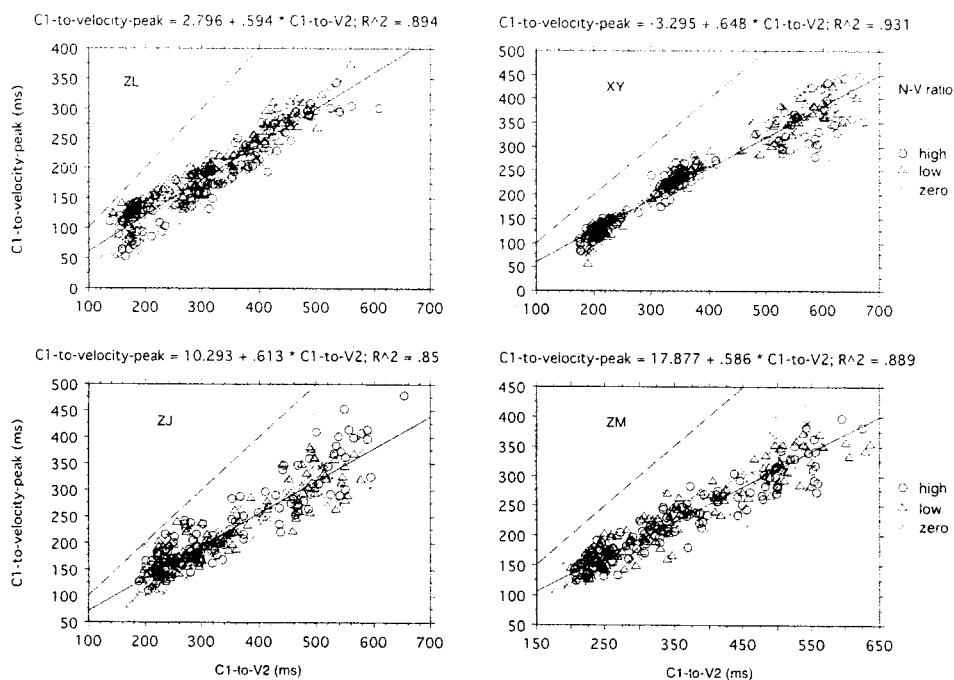 C1-to-velocity-peak = 2.796 + .594 * C1-to-V2; R^2 = .894
C1-to-velocity-peak (ms)
400
350
300
250
200
150
100
50
0
ZL
100 200 300 400 500 600 700
C1-to-velocity-peak = -3.295 + .648 * C1-to-V2; R^2 = .931
500
450
400
350
300
250
200
150
100
50
0
XY
100 200 300 400 500 600 700
N-V ratio
high
low
zero
C1-to-velocity-peak = 10.293 + .613 * C1-to-V2; R^2 = .85
C1-to-velocity-peak (ms)
500
450
400
350
300
250
200
150
100
50
ZJ
100 200 300 400 500 600 700
C1-to-V2 (ms)
C1-to-velocity-peak = 17.877 + .586 * C1-to-V2; R^2 = .889
450
400
350
300
250
200
150
100
50
ZM
150 250 350 450 550 650
C1-to-V2 (ms)
high
low
zero